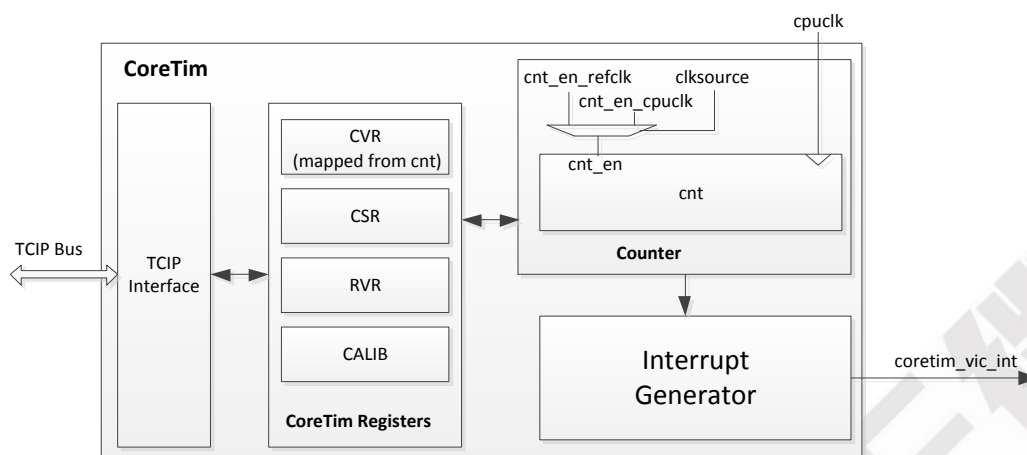 cpuclk
CoreTim
cnt_en_refclk
clksource
cnt_en_cpuclk
CVR
(mapped from cnt)
cnt_en
cnt
CSR
TCIP Bus
TCIP
Interface
Counter
RVR
CALIB
Interrupt
Generator
coretim_vic_int
CoreTim Registers